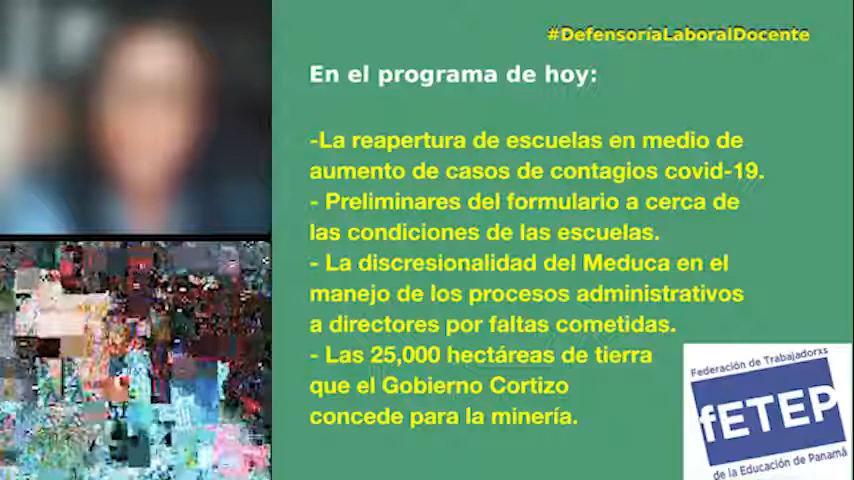 #DefensoríaLaboralDocente
En el programa de hoy:
-La reapertura de escuelas en medio de
aumento de casos de contagios covid-19.
- Preliminares del formulario a cerca de
las condiciones de las escuelas.
- La discresionalidad del Meduca en el
manejo de los procesos administrativos
a directores por faltas cometidas.
- Las 25,000 hectáreas de tierra
que el Gobierno Cortizo
concede para la minería.
Federación de Trabajadorxs
fETEP
de la Educación de Panamá